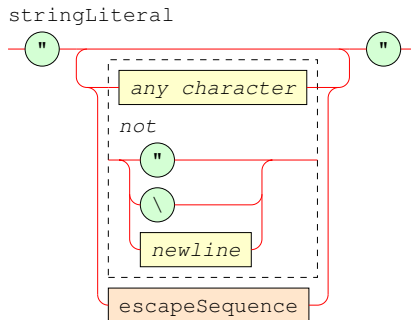 stringLiteral
" "
any character
not
"
\
newline
escapeSequence